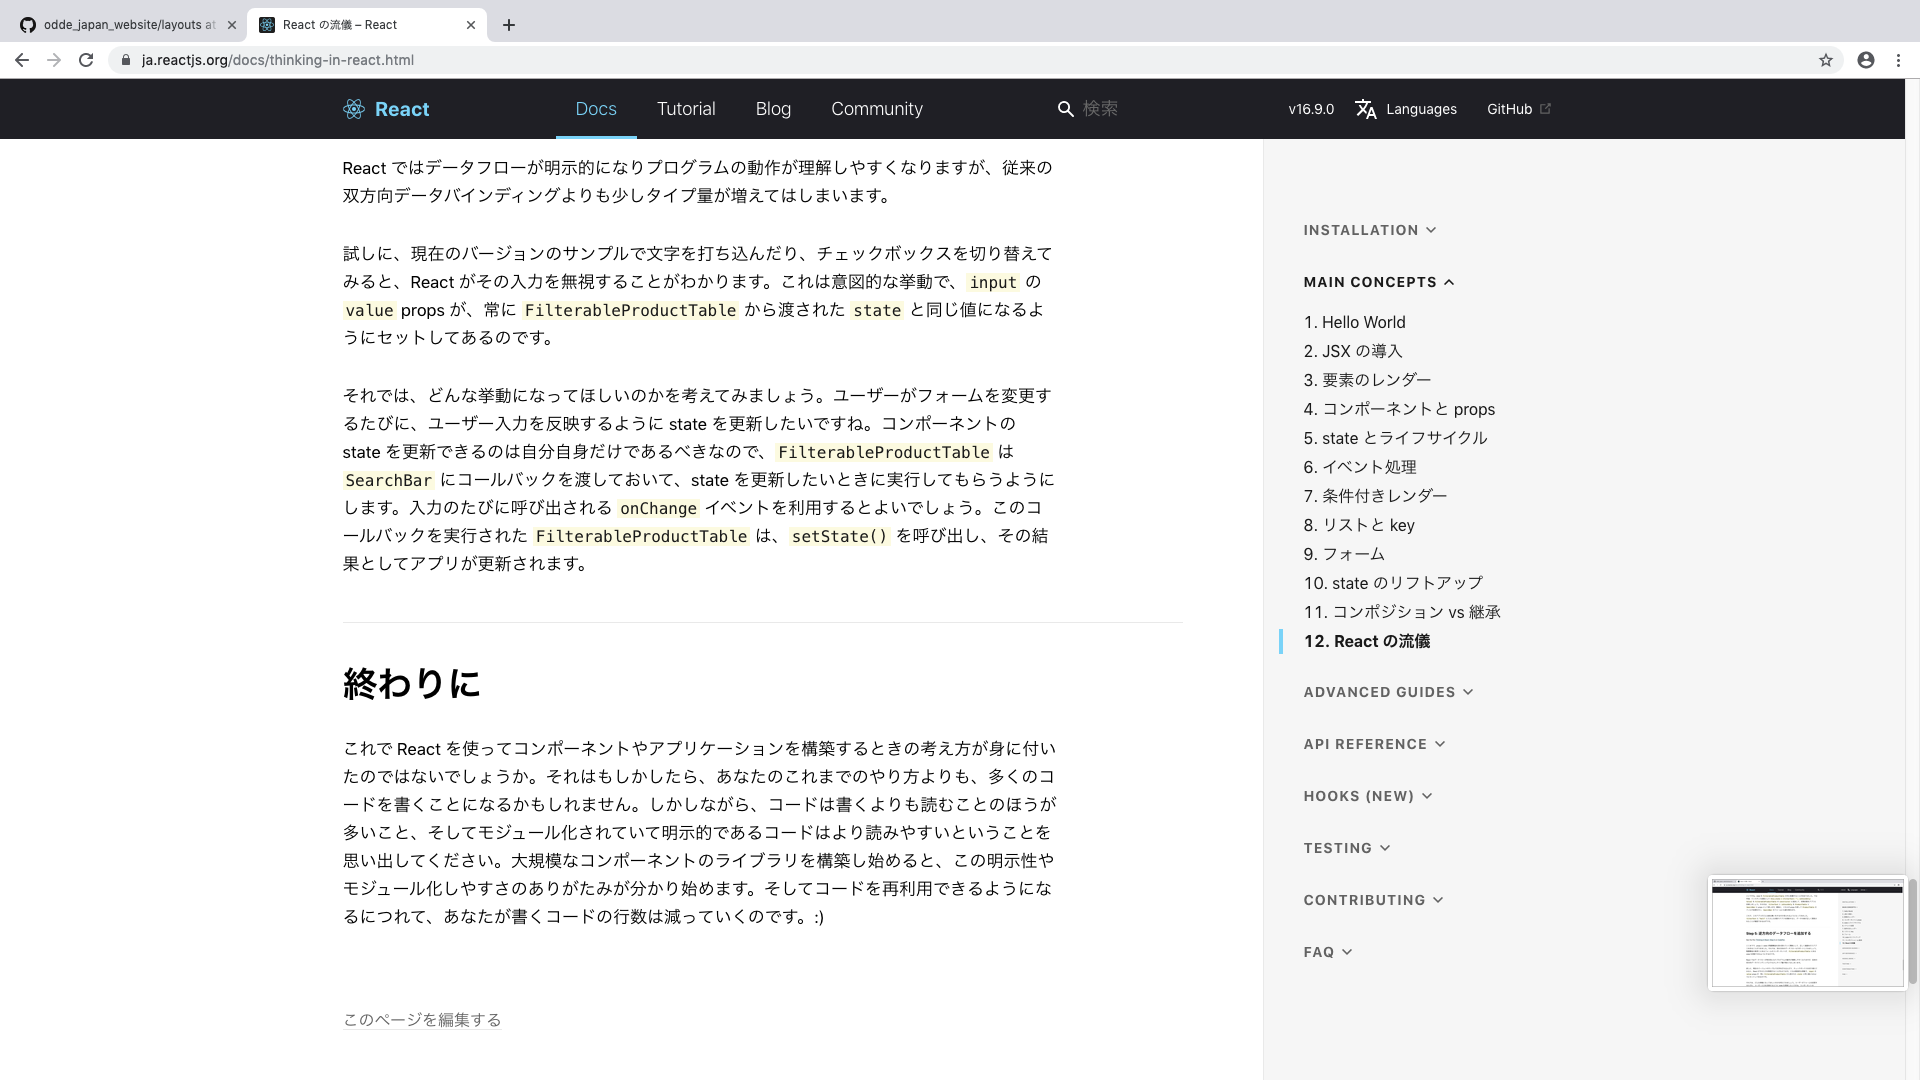 odde_japan_website/layouts at
React の流儀 – React
ja.reactjs.org/docs/thinking-in-react.html
React
Docs
Tutorial
Blog
Community
検索
v16.9.0
Languages
GitHub
React ではデータフローが明示的になりプログラムの動作が理解しやすくなりますが、従来の
双方向データバインディングよりも少しタイプ量が増えてはしまいます。
試しに、現在のバージョンのサンプルで文字を打ち込んだり、チェックボックスを切り替えて
みると、React がその入力を無視することがわかります。これは意図的な挙動で、 input の
value props が、常に FilterableProductTable から渡された state と同じ値になるよ
うにセットしてあるのです。
それでは、どんな挙動になってほしいのかを考えてみましょう。ユーザーがフォームを変更す
るたびに、ユーザー入力を反映するように state を更新したいですね。コンポーネントの
state を更新できるのは自分自身だけであるべきなので、 FilterableProductTable は
SearchBar にコールバックを渡しておいて、state を更新したいときに実行してもらうように
します。入力のたびに呼び出される onChange イベントを利用するとよいでしょう。このコ
ールバックを実行された FilterableProductTable は、 setState() を呼び出し、その結
果としてアプリが更新されます。
終わりに
これで React を使ってコンポーネントやアプリケーションを構築するときの考え方が身に付い
たのではないでしょうか。それはもしかしたら、あなたのこれまでのやり方よりも、多くのコ
ードを書くことになるかもしれません。しかしながら、コードは書くよりも読むことのほうが
多いこと、そしてモジュール化されていて明示的であるコードはより読みやすいということを
思い出してください。大規模なコンポーネントのライブラリを構築し始めると、この明示性や
モジュール化しやすさのありがたみが分かり始めます。そしてコードを再利用できるようにな
るにつれて、あなたが書くコードの行数は減っていくのです。:)
このページを編集する
INSTALLATION
MAIN CONCEPTS
1. Hello World
2. JSX の導入
3. 要素のレンダー
4. コンポーネントと props
5. state とライフサイクル
6. イベント処理
7. 条件付きレンダー
8. リストと key
9. フォーム
10. state のリフトアップ
11. コンポジション vs 継承
12. React の流儀
ADVANCED GUIDES
API REFERENCE
HOOKS (NEW)
TESTING
CONTRIBUTING
FAQ